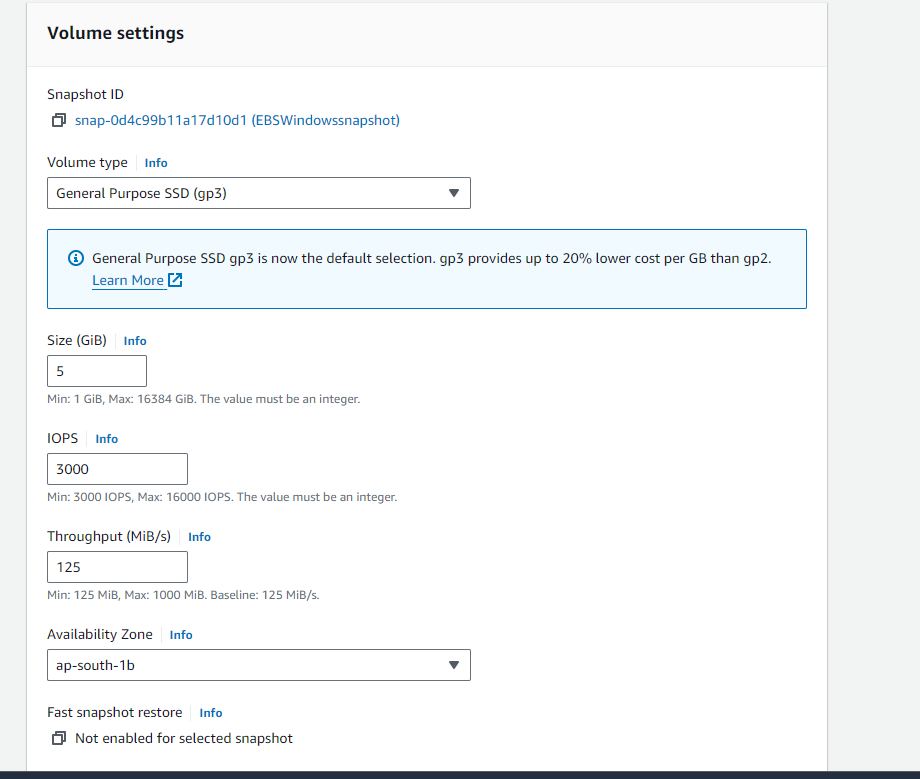 Volume settings
Snapshot ID
snap-0d4c99b11a17d10d1 (EBSWindowssnapshot)
Volume type Info
General Purpose SSD (gp3)
General Purpose SSD gp3 is now the default selection. gp3 provides up to 20% lower cost per GB than gp2.
Learn More
Size (GiB) Info
5
Min: 1 GiB, Max: 16384 GiB. The value must be an integer.
IOPS Info
3000
Min: 3000 IOPS, Max: 16000 IOPS. The value must be an integer.
Throughput (MiB/s) Info
125
Min: 125 MiB, Max: 1000 MiB. Baseline: 125 MiB/s.
Availability Zone Info
ap-south-1b
Fast snapshot restore Info
Not enabled for selected snapshot